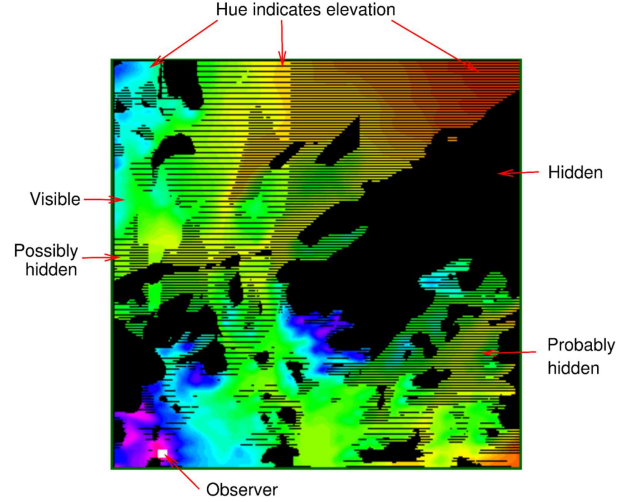 Hue indicates elevation
Hidden
Visible
Possibly
hidden
Probably
hidden
Observer